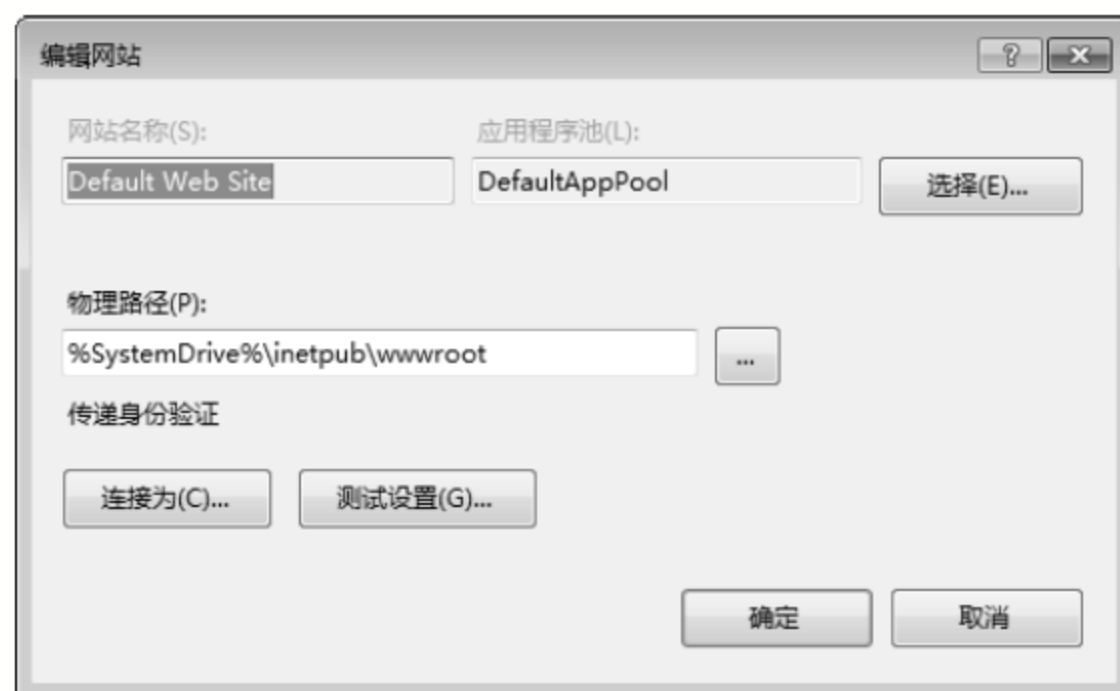 编辑网站
网站名称(S): 应用程序池(L):
Default Web Site DefaultAppPool 选择(E)...
物理路径(P):
%SystemDrive%\inetpub\wwwroot ...
传递身份验证
连接为(C)... 测试设置(G)...
确定 取消